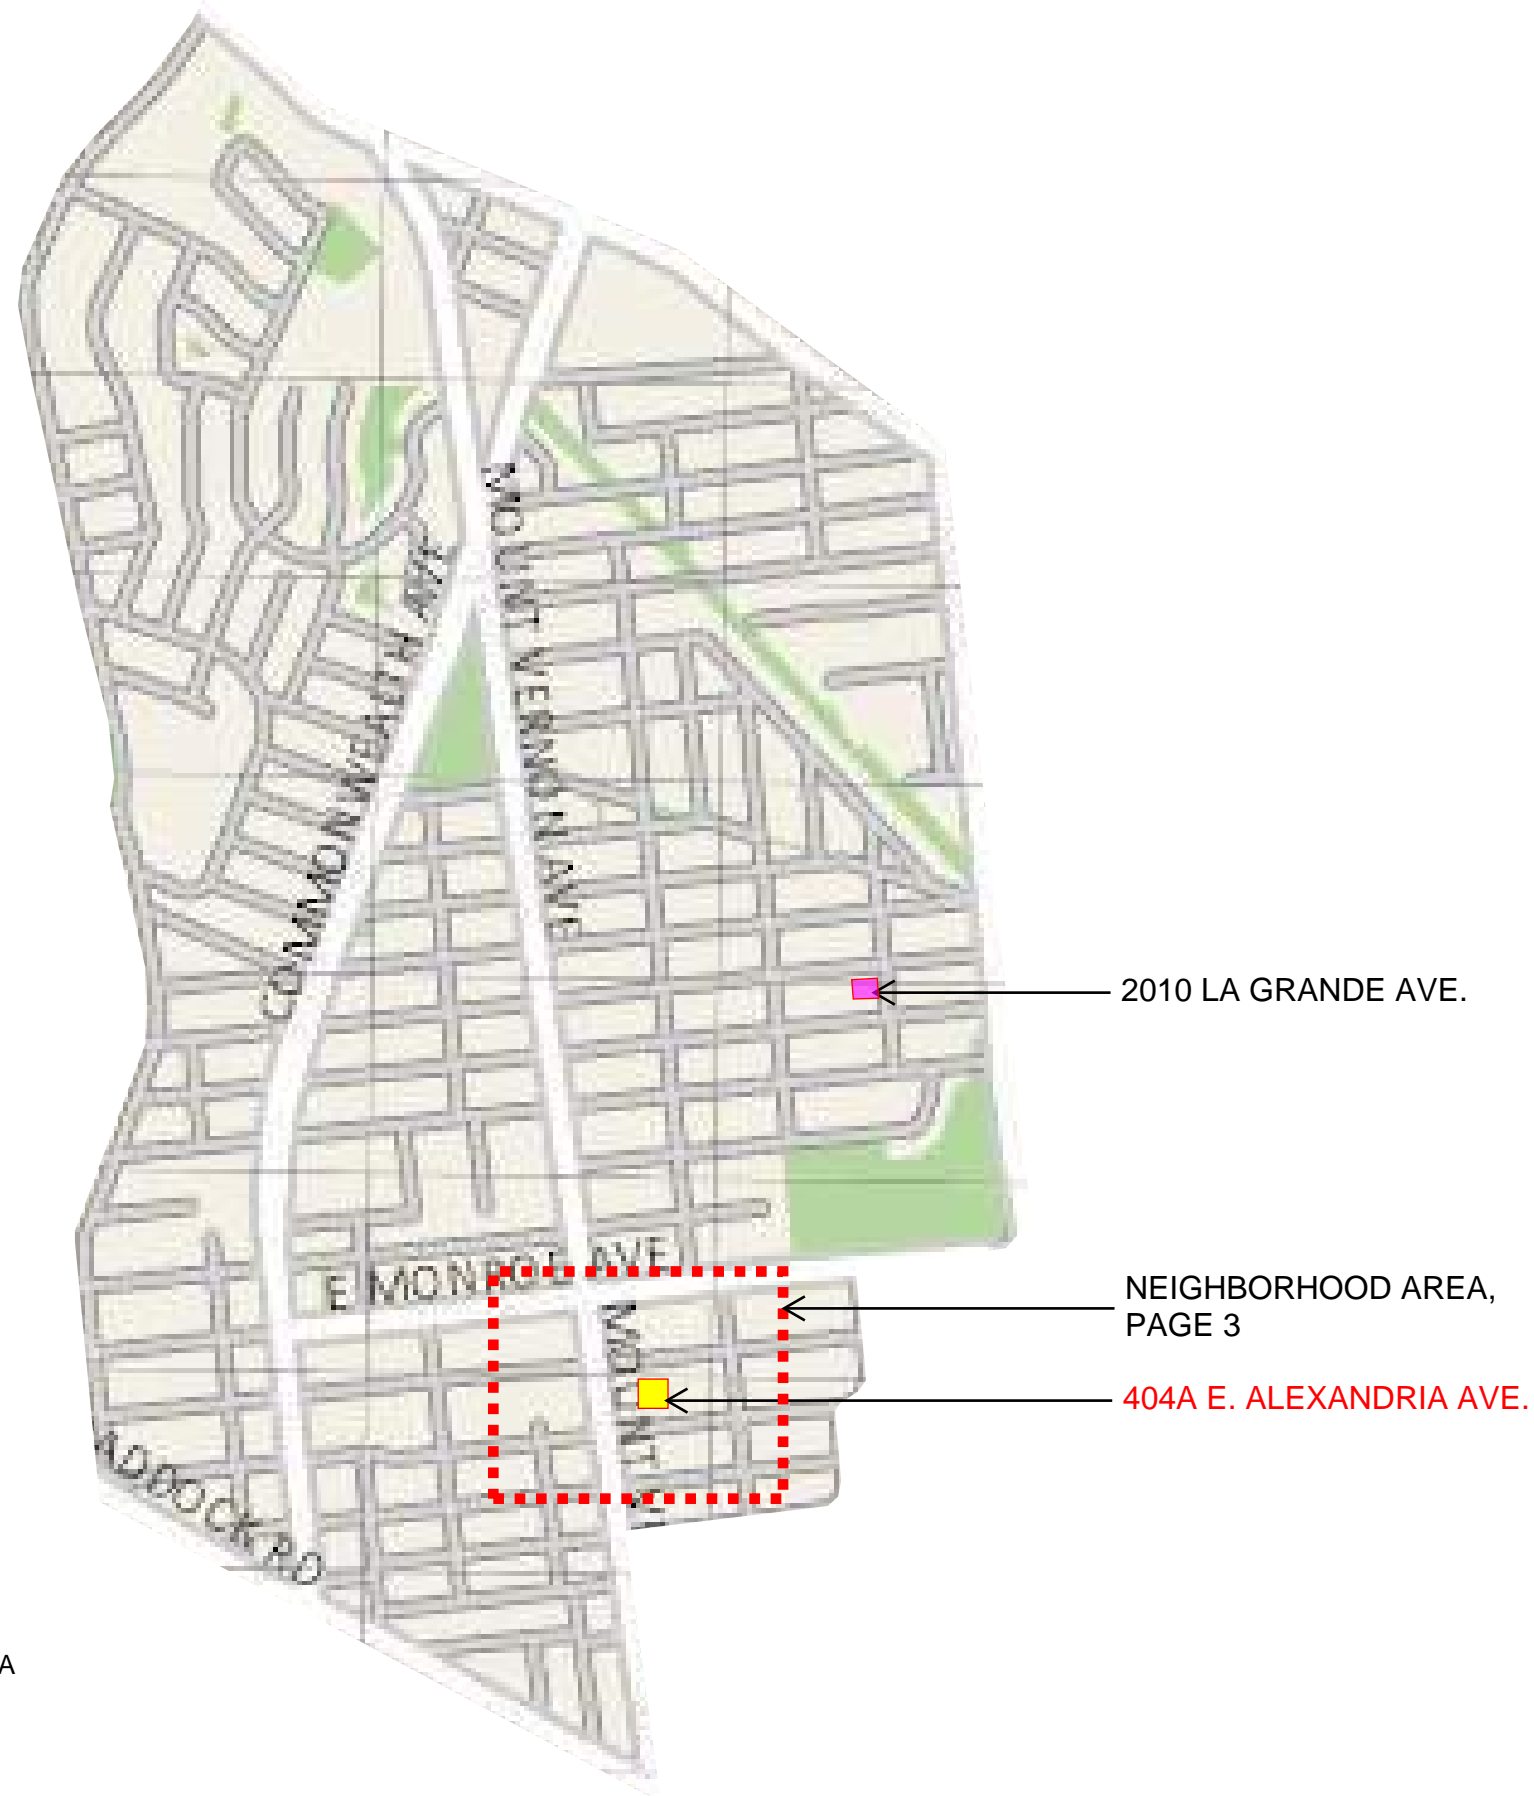 MOUNT VERNON AVE
COMMONWEALTH AVE
2010 LA GRANDE AVE.
E MONROE AVE
NEIGHBORHOOD AREA,
PAGE 3
MOUNT V
404A E. ALEXANDRIA AVE.
ADDOCK RD
A